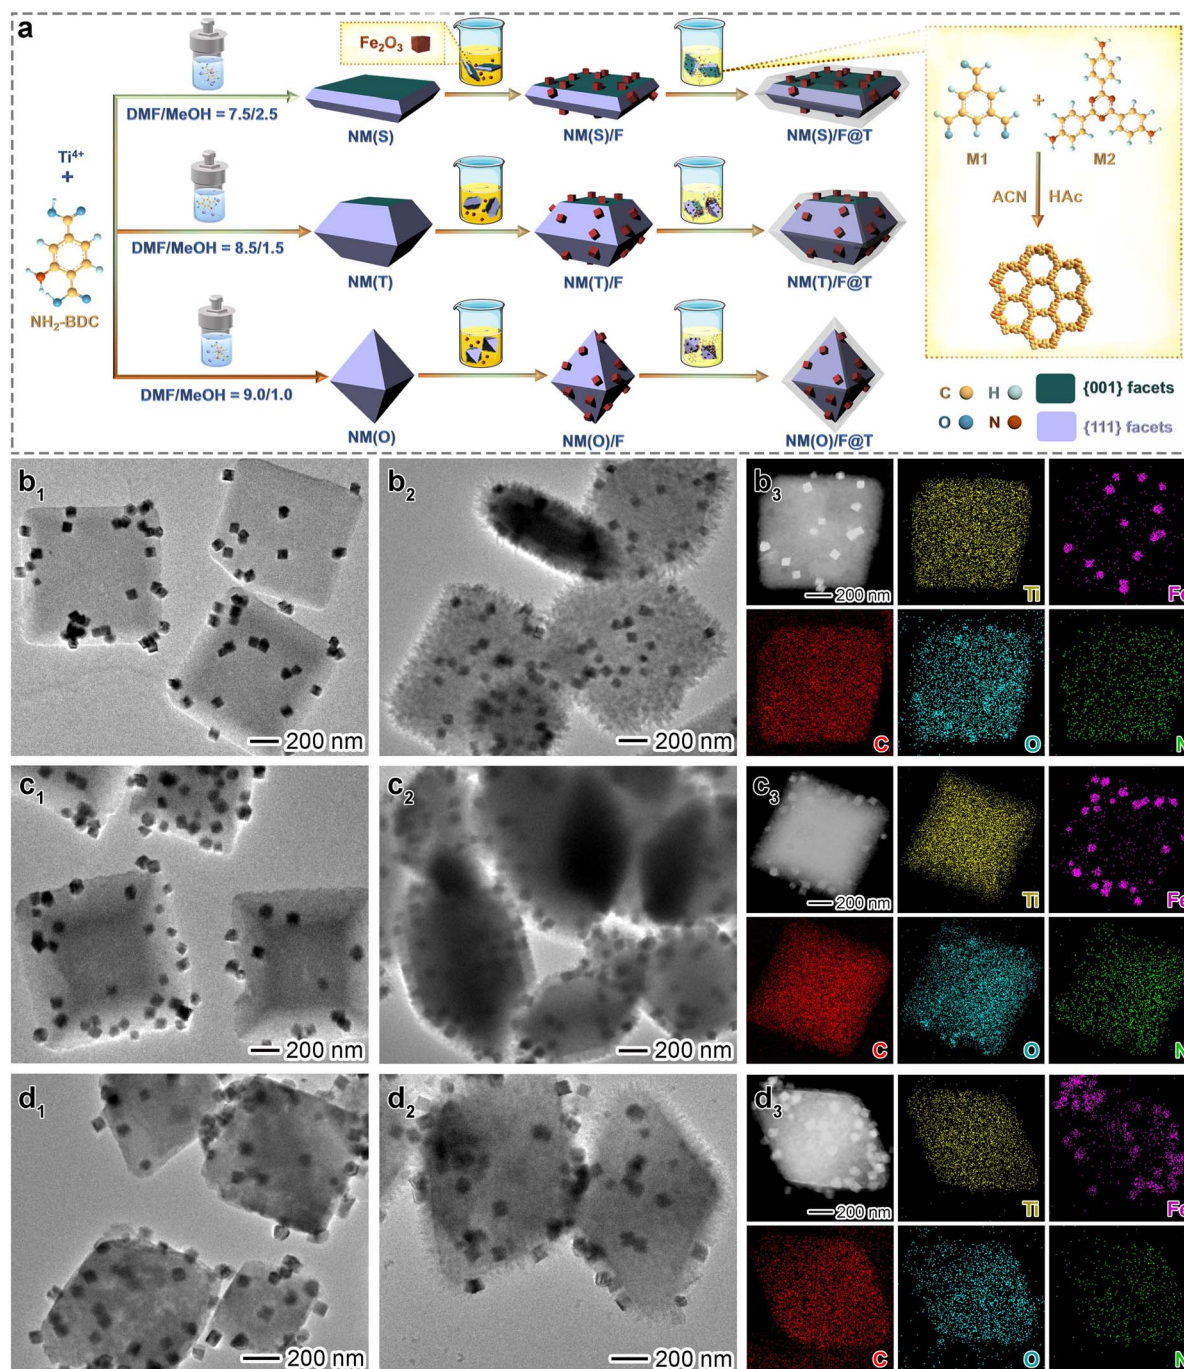 a
Ti⁴⁺
+
NH₂-BDC
DMF/MeOH = 7.5/2.5
NM(S)
Fe₂O₃
NM(S)/F
NM(S)/F@T
DMF/MeOH = 8.5/1.5
NM(T)
NM(T)/F
NM(T)/F@T
DMF/MeOH = 9.0/1.0
NM(O)
NM(O)/F
NM(O)/F@T
+
M1
M2
ACN
HAc
C
H
{001} facets
O
N
{111} facets
b₁
200 nm
b₂
200 nm
b₃
200 nm
Ti
Fe
C
O
N
c₁
200 nm
c₂
200 nm
c₃
200 nm
Ti
Fe
C
O
N
d₁
200 nm
d₂
200 nm
d₃
200 nm
Ti
Fe
C
O
N